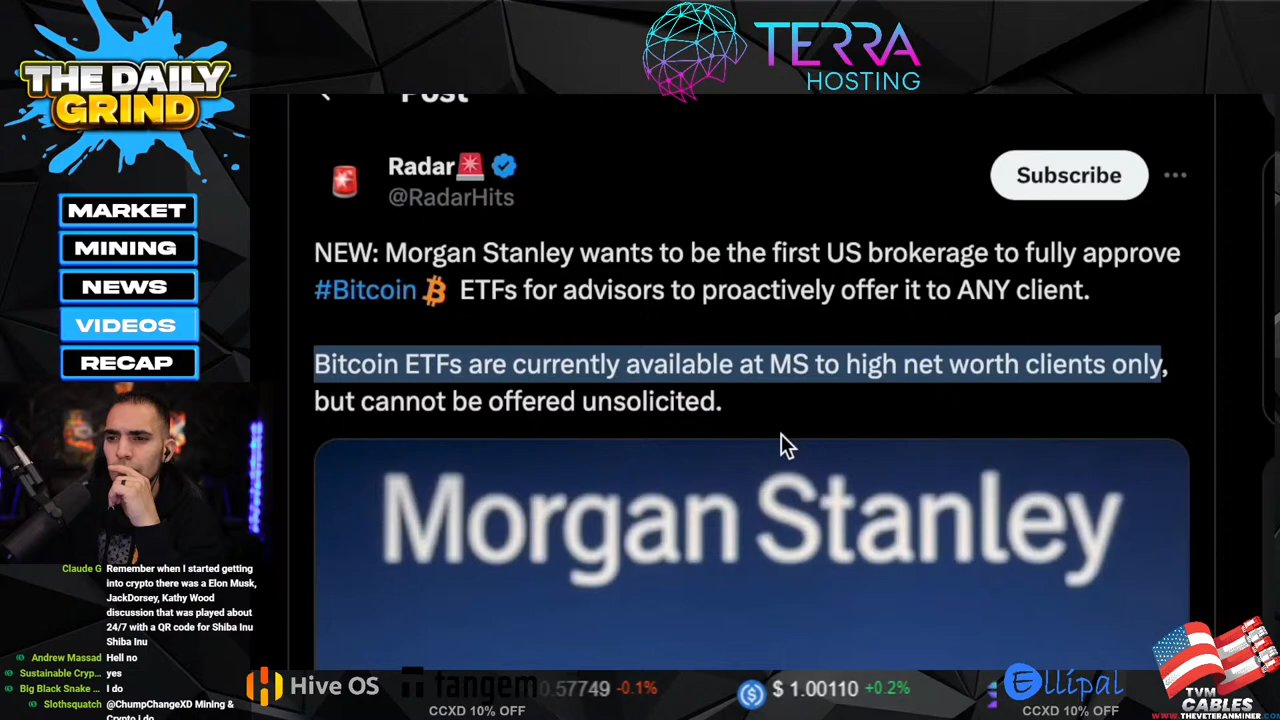 THE DAILY
GRIND
TERRA
HOSTING
MARKET
MINING
NEWS
VIDEOS
RECAP
Post
Radar
@RadarHits
Subscribe
NEW: Morgan Stanley wants to be the first US brokerage to fully approve
#Bitcoin ETFs for advisors to proactively offer it to ANY client.
Bitcoin ETFs are currently available at MS to high net worth clients only,
but cannot be offered unsolicited.
Morgan Stanley
Claude G Remember when I started getting
into crypto there was a Elon Musk,
JackDorsey, Kathy Wood
discussion that was played about
24/7 with a QR code for Shiba Inu
Shiba Inu
Andrew Massad Hell no
Sustainable Cryp... yes
Big Black Snake ... I do
Slothsquatch @ChumpChangeXD Mining &
Crypto I do
Hive OS
tangem
CCXD 10% OFF
0.57749 -0.1%
$ 1.00110 +0.2%
Ellipal
CCXD 10% OFF
TVM
CABLES
WWW.THEVETERANMINER.COM